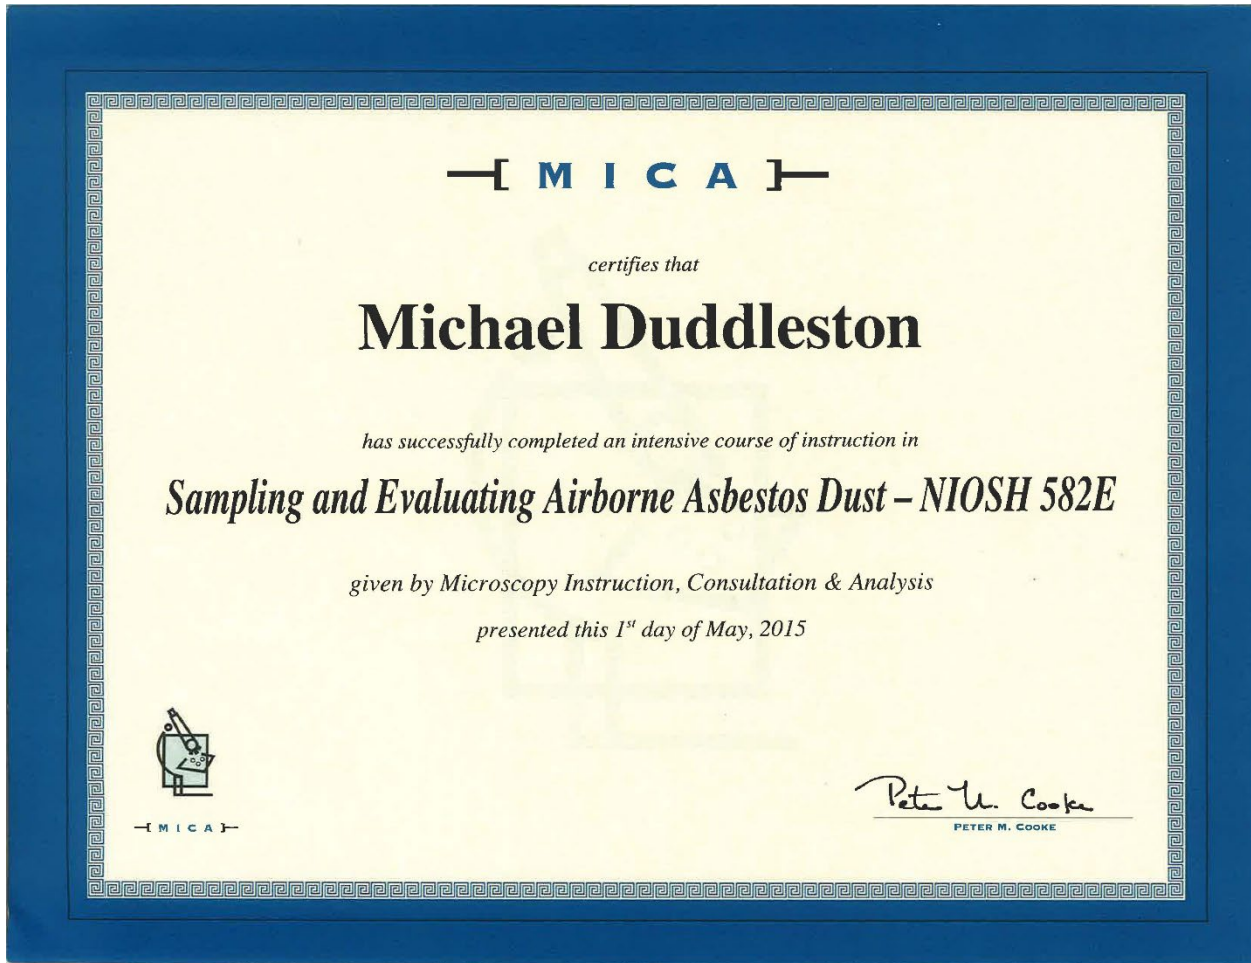 MICA
certifies that
Michael Duddleston
has successfully completed an intensive course of instruction in
Sampling and Evaluating Airborne Asbestos Dust – NIOSH 582E
given by Microscopy Instruction, Consultation & Analysis
presented this 1st day of May, 2015
Peter M. Cooke
PETER M. COOKE
MICA